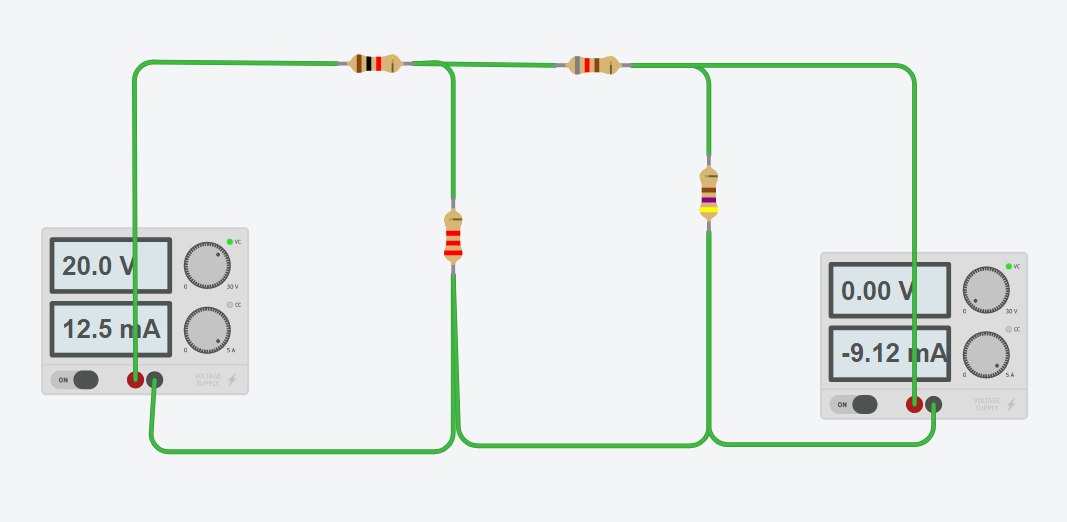 20.0 V
VC
0
30 V
12.5 mA
CC
0
5 A
ON
VOLTAGE
SUPPLY
0.00 V
VC
0
30 V
-9.12 mA
CC
0
5 A
ON
VOLTAGE
SUPPLY